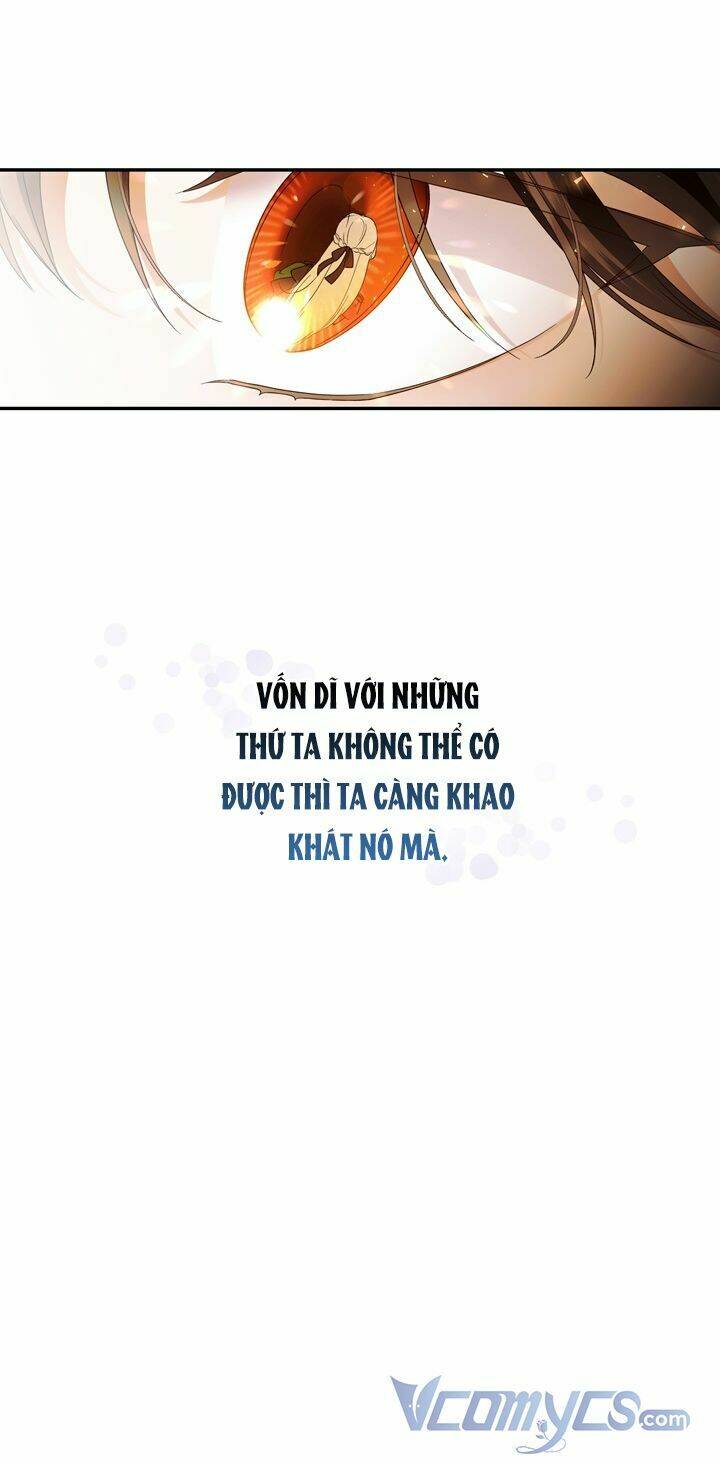 VỐN DĨ VỚI NHỮNG
THỨ TA KHÔNG THỂ CÓ
ĐƯỢC THÌ TA CÀNG KHAO
KHÁT NÓ MÀ.
VCOMYCS.com